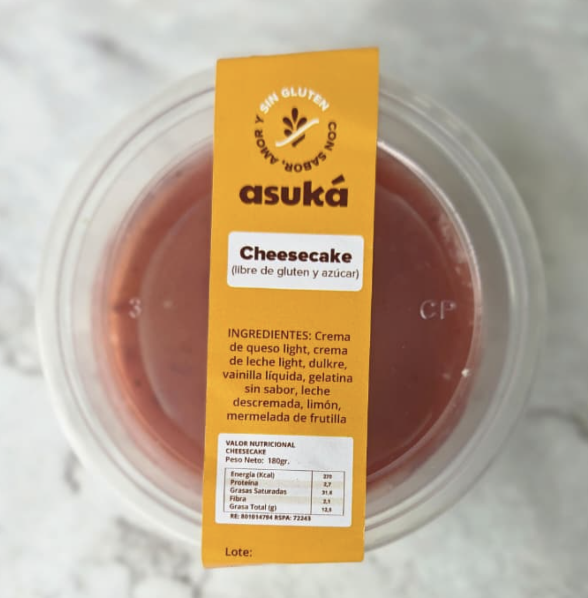 SIN GLUTEN
CON SABOR, AMOR Y
asuká
Cheesecake
(libre de gluten y azúcar)
3
CP
INGREDIENTES: Crema
de queso light, crema
de leche light, dulkre,
vainilla líquida, gelatina
sin sabor, leche
descremada, limón,
mermelada de frutilla
VALOR NUTRICIONAL
CHEESECAKE
Peso Neto: 180gr.
Energía (Kcal)
Proteína
Grasas Saturadas
Fibra
Grasa Total (g)
Lote: